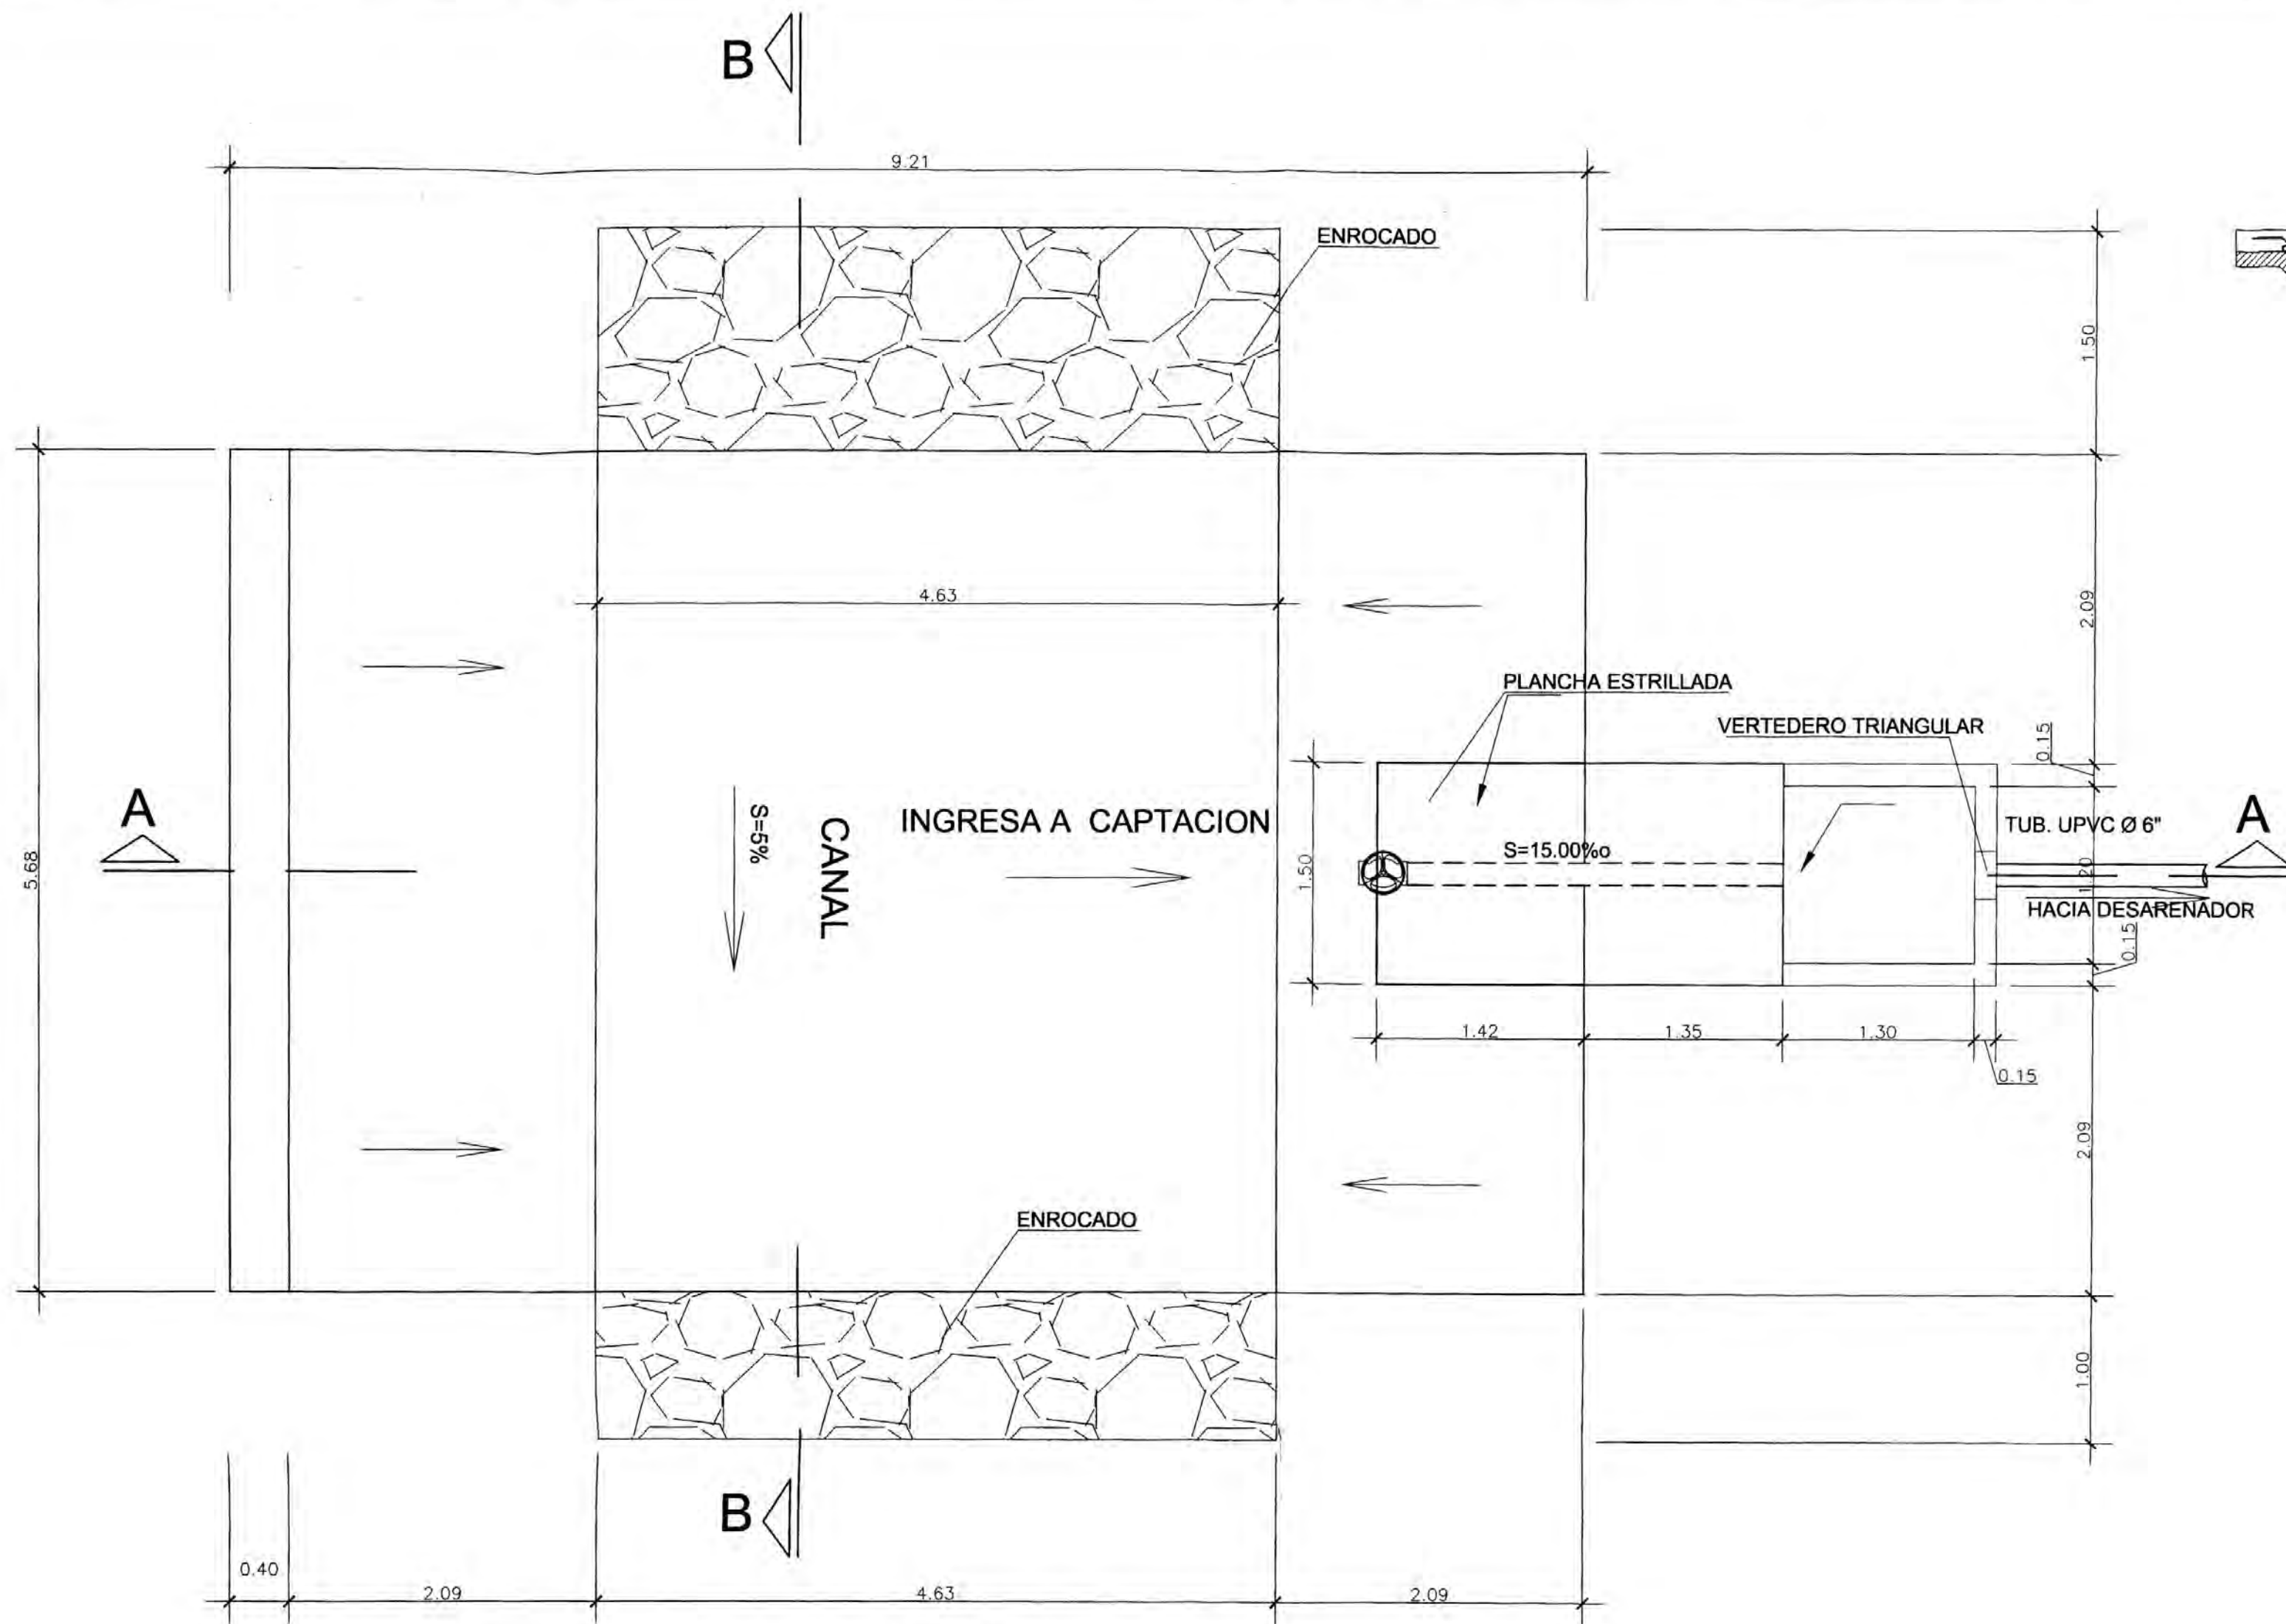 B
9.21
ENROCADO
1.50
4.63
2.09
PLANCHA ESTRILLADA
VERTEDERO TRIANGULAR
0.15
A
5.68
S=5%
CANAL
INGRESA A CAPTACION
1.50
S=15.00%o
TUB. UPVC Ø 6"
A
1.20
HACIA DESARENADOR
0.15
1.42
1.35
1.30
0.15
2.09
ENROCADO
1.00
B
0.40
2.09
4.63
2.09